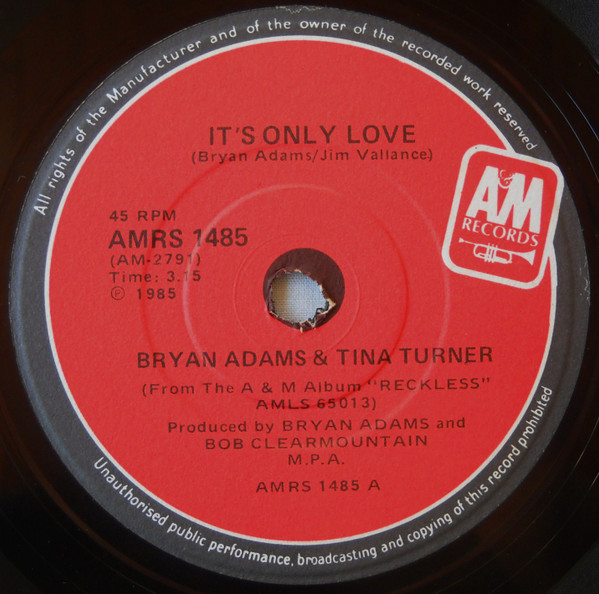 All rights of the Manufacturer and of the owner of the recorded work reserved
IT'S ONLY LOVE
(Bryan Adams/Jim Vallance)
A&M
RECORDS
45 RPM
AMRS 1485
(AM-2791)
Time: 3.15
℗ 1985
BRYAN ADAMS & TINA TURNER
(From The A & M Album "RECKLESS"
AMLS 65013)
Produced by BRYAN ADAMS and
BOB CLEARMOUNTAIN
M.P.A.
AMRS 1485 A
Unauthorised public performance, broadcasting and copying of this record prohibited